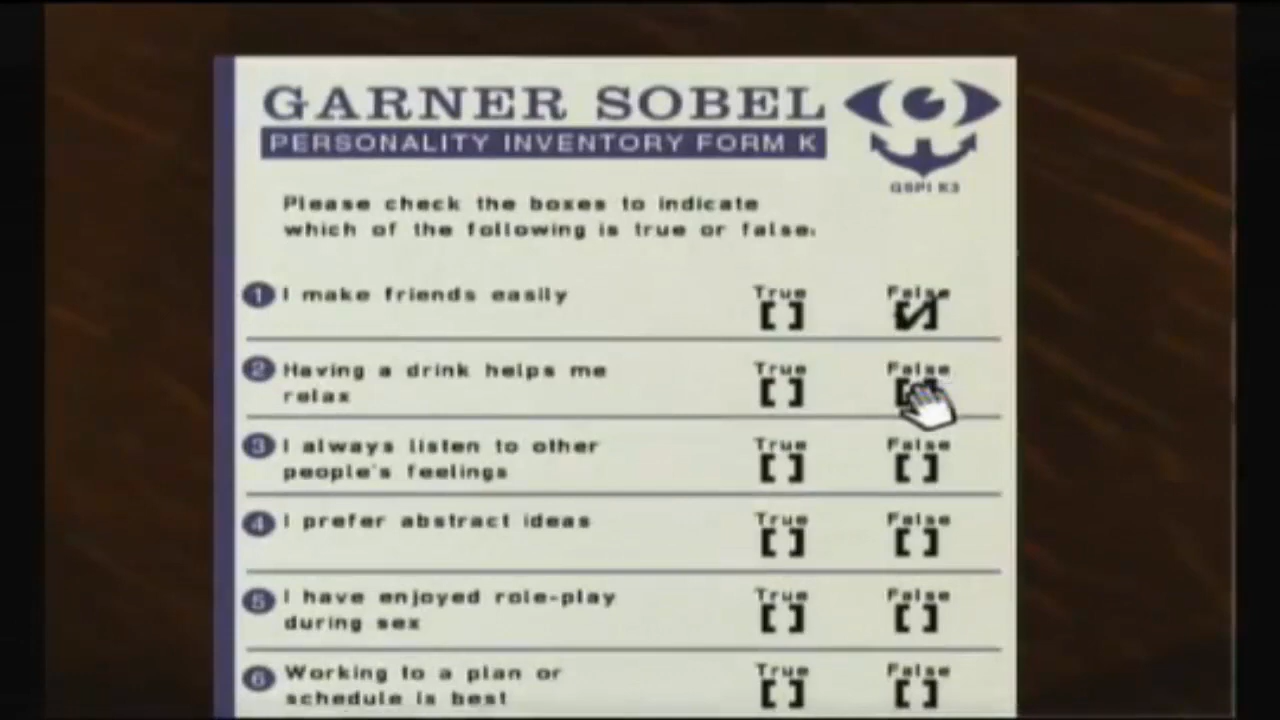 GARNER SOBEL
PERSONALITY INVENTORY FORM K
GSPI K3
Please check the boxes to indicate
which of the following is true or false.
1 I make friends easily True [ ] False [ ]
2 Having a drink helps me True [ ] False [ ]
relax
3 I always listen to other True [ ] False [ ]
people's feelings
4 I prefer abstract ideas True [ ] False [ ]
5 I have enjoyed role-play True [ ] False [ ]
during sex
6 Working to a plan or True [ ] False [ ]
schedule is best